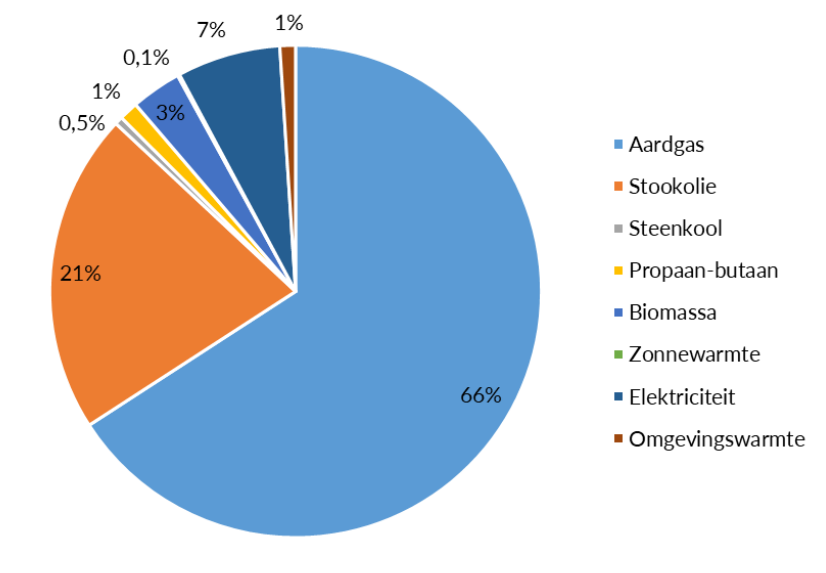 1%
7%
0,1%
1%
3%
0,5%
21%
66%
Aardgas
Stookolie
Steenkool
Propaan-butaan
Biomassa
Zonnewarmte
Elektriciteit
Omgevingswarmte